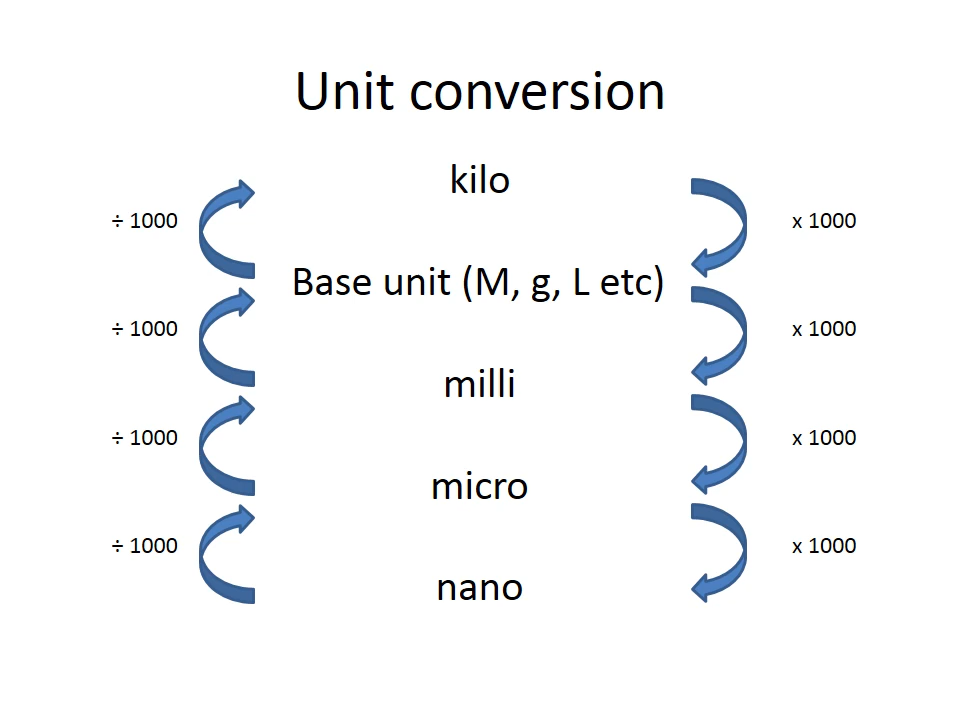 Unit conversion
kilo
÷ 1000
x 1000
Base unit (M, g, L etc)
÷ 1000
x 1000
milli
÷ 1000
x 1000
micro
÷ 1000
x 1000
nano